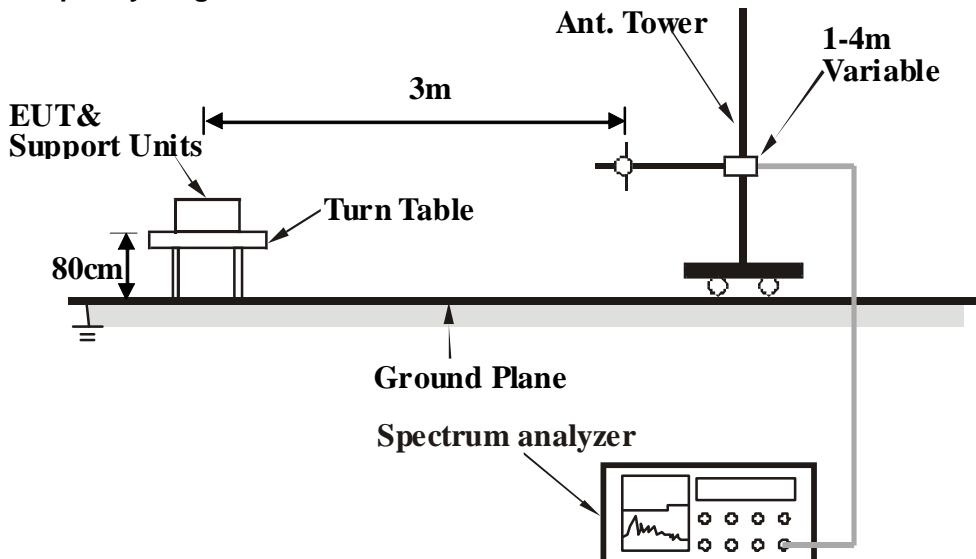 Ant. Tower
1-4m
Variable
3m
EUT&
Support Units
Turn Table
80cm
Ground Plane
Spectrum analyzer